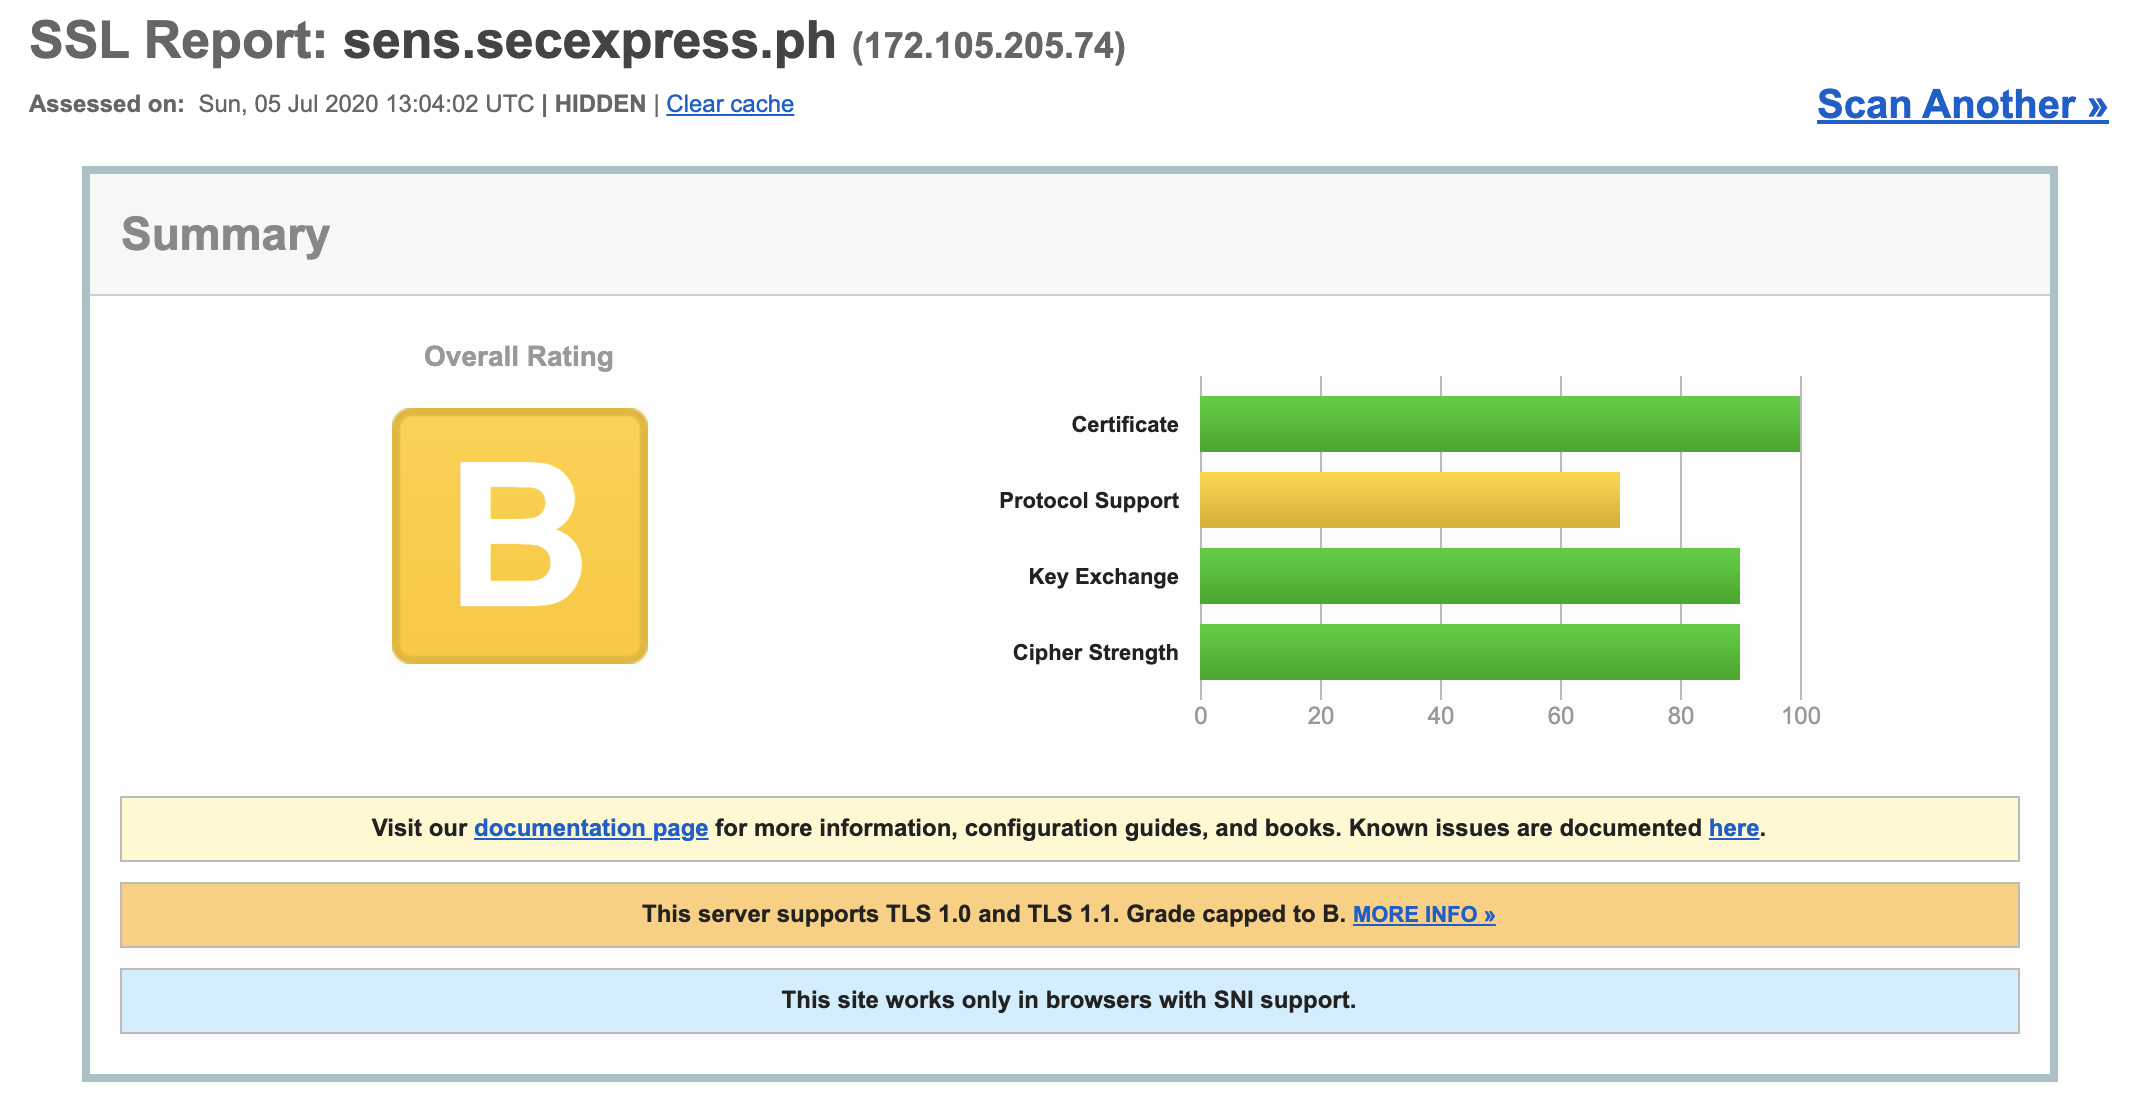 SSL Report: sens.secexpress.ph (172.105.205.74)
Assessed on: Sun, 05 Jul 2020 13:04:02 UTC | HIDDEN | Clear cache
Scan Another »
Summary
Overall Rating
B
Certificate
Protocol Support
Key Exchange
Cipher Strength
0 20 40 60 80 100
Visit our documentation page for more information, configuration guides, and books. Known issues are documented here.
This server supports TLS 1.0 and TLS 1.1. Grade capped to B. MORE INFO »
This site works only in browsers with SNI support.